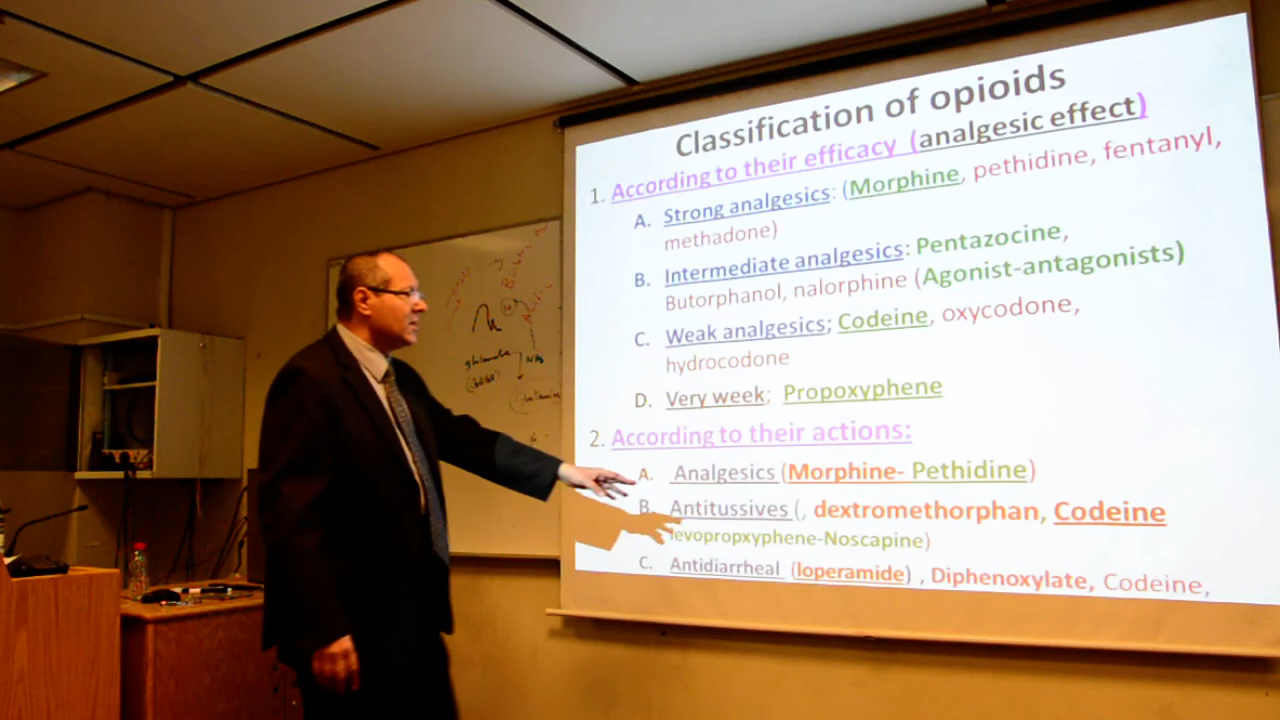 Classification of opioids
1. According to their efficacy (analgesic effect)
A. Strong analgesics: (Morphine, pethidine, fentanyl,
methadone)
B. Intermediate analgesics: Pentazocine,
Butorphanol, nalorphine (Agonist-antagonists)
C. Weak analgesics; Codeine, oxycodone,
hydrocodone
D. Very week; Propoxyphene
2. According to their actions:
A. Analgesics (Morphine- Pethidine)
B. Antitussives (, dextromethorphan, Codeine
levopropxyphene-Noscapine)
C. Antidiarrheal (loperamide) , Diphenoxylate, Codeine,